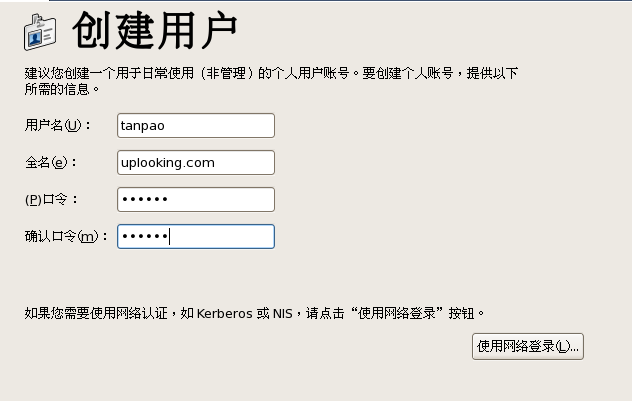 创建用户
建议您创建一个用于日常使用（非管理）的个人用户账号。要创建个人账号，提供以下
所需的信息。
用户名(U)： tanpao
全名(e)： uplooking.com
(P)口令： ••••••
确认口令(m)： ••••••
如果您需要使用网络认证，如 Kerberos 或 NIS，请点击“使用网络登录”按钮。
使用网络登录(L)...